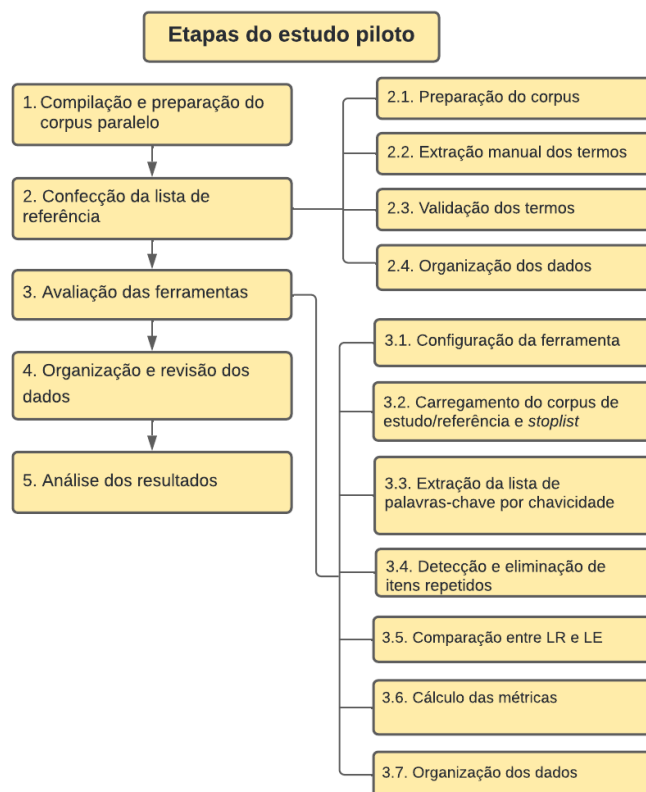 Etapas do estudo piloto
1. Compilação e preparação do
corpus paralelo
2. Confecção da lista de
referência
3. Avaliação das ferramentas
4. Organização e revisão dos
dados
5. Análise dos resultados
2.1. Preparação do corpus
2.2. Extração manual dos termos
2.3. Validação dos termos
2.4. Organização dos dados
3.1. Configuração da ferramenta
3.2. Carregamento do corpus de
estudo/referência e stoplist
3.3. Extração da lista de
palavras-chave por chavicidade
3.4. Detecção e eliminação de
itens repetidos
3.5. Comparação entre LR e LE
3.6. Cálculo das métricas
3.7. Organização dos dados